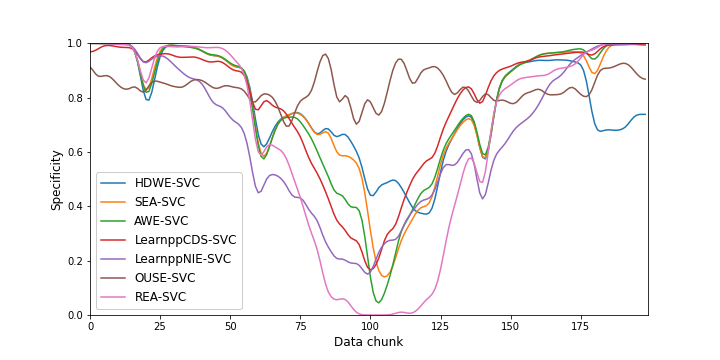 1.0
0.8
0.6
0.4
0.2
0.0
Specificity
HDWE-SVC
SEA-SVC
AWE-SVC
LearnppCDS-SVC
LearnppNIE-SVC
OUSE-SVC
REA-SVC
0 25 50 75 100 125 150 175
Data chunk